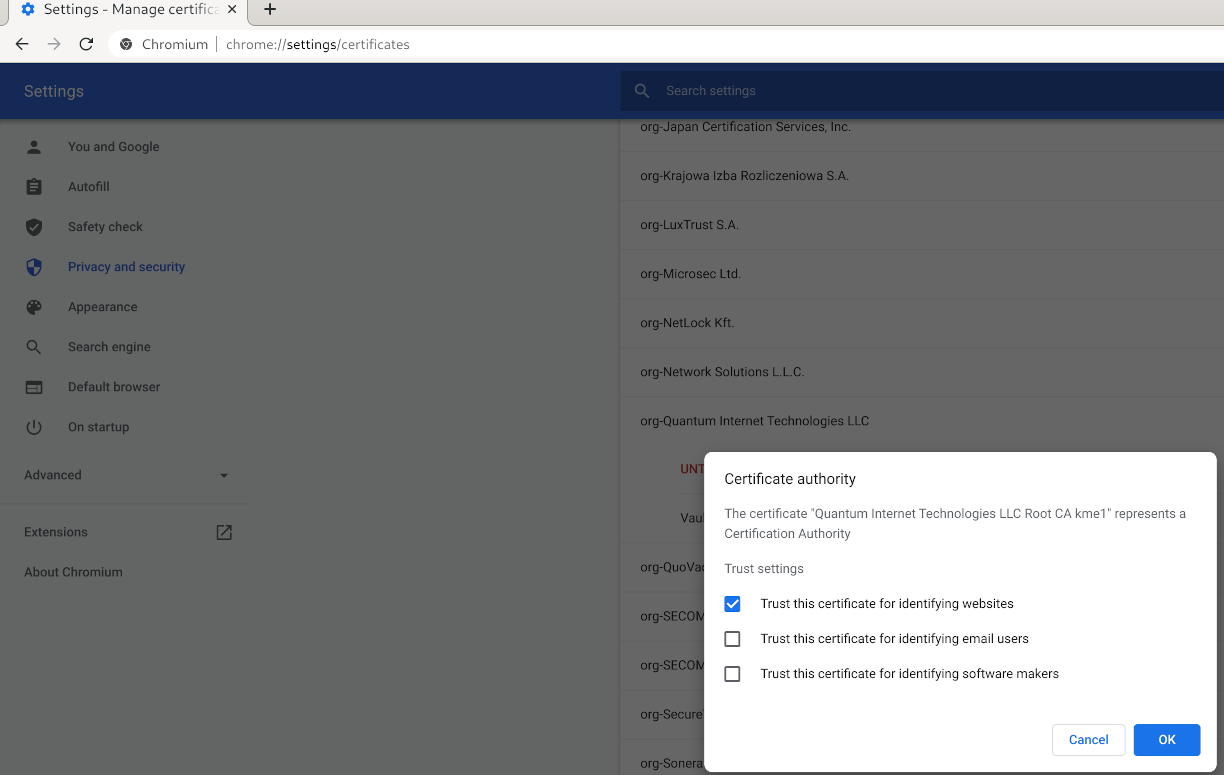 Settings - Manage certific
Chromium | chrome://settings/certificates
Settings
Search settings
You and Google
Autofill
Safety check
Privacy and security
Appearance
Search engine
Default browser
On startup
Advanced
Extensions
About Chromium
org-Japan Certification Services, Inc.
org-Krajowa Izba Rozliczeniowa S.A.
org-LuxTrust S.A.
org-Microsec Ltd.
org-NetLock Kft.
org-Network Solutions L.L.C.
org-Quantum Internet Technologies LLC
UNT
Vaul
org-QuoVad
org-SECOM
org-SECOM
org-Secure
org-Sonera
Certificate authority
The certificate "Quantum Internet Technologies LLC Root CA kme1" represents a
Certification Authority
Trust settings
Trust this certificate for identifying websites
Trust this certificate for identifying email users
Trust this certificate for identifying software makers
Cancel
OK